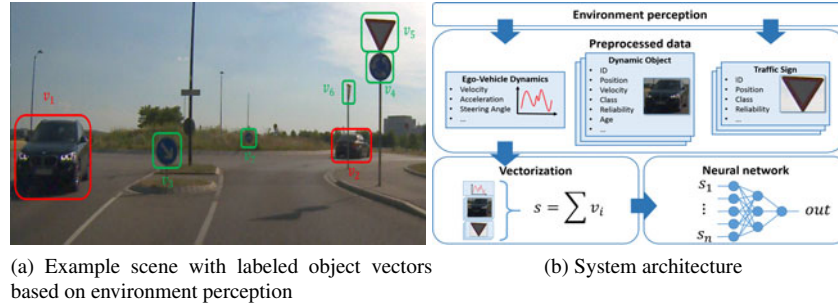 v1
v3
v7
v6
v2
v5
v4
Environment perception
Preprocessed data
Ego-Vehicle Dynamics
• Velocity
• Acceleration
• Steering Angle
• ...
Dynamic Object
• ID
• Position
• Velocity
• Class
• Reliability
• Age
• ...
Traffic Sign
• ID
• Position
• Class
• Reliability
• ...
Vectorization
s = ∑ vi
Neural network
s1
⋮
sn
out
(a) Example scene with labeled object vectors
based on environment perception
(b) System architecture